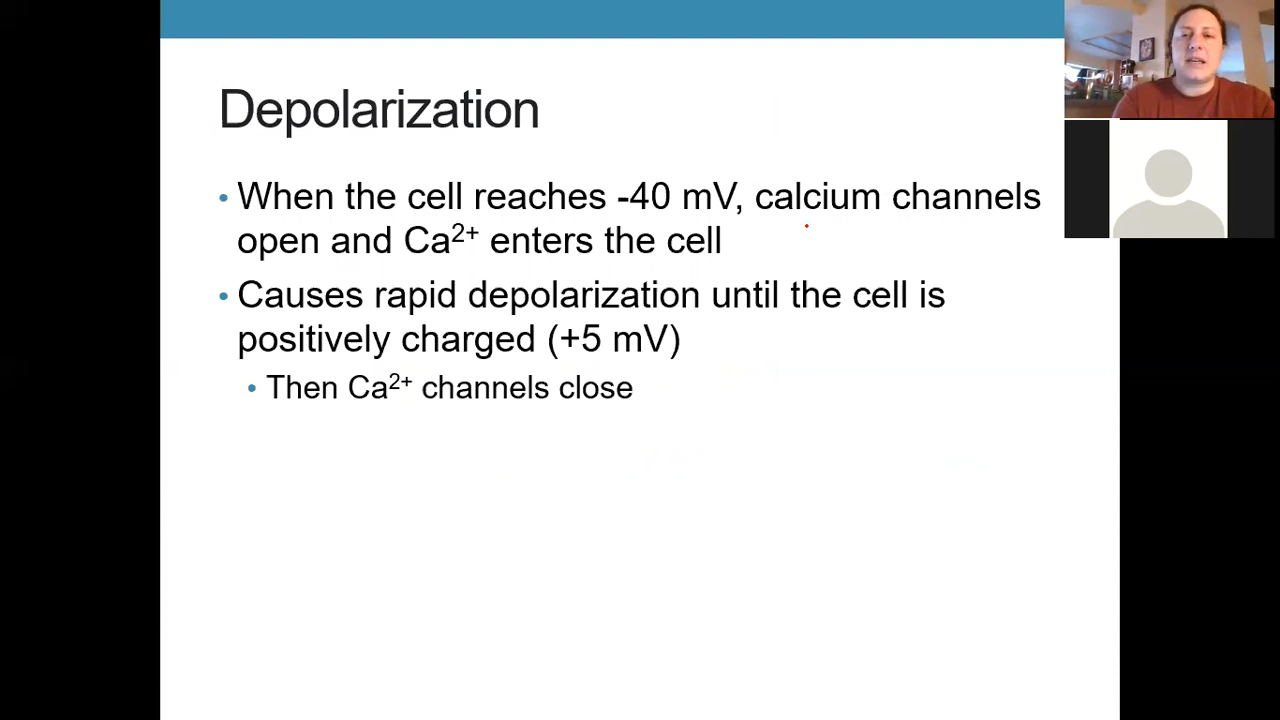 Depolarization
• When the cell reaches -40 mV, calcium channels
open and Ca²⁺ enters the cell
• Causes rapid depolarization until the cell is
positively charged (+5 mV)
• Then Ca²⁺ channels close